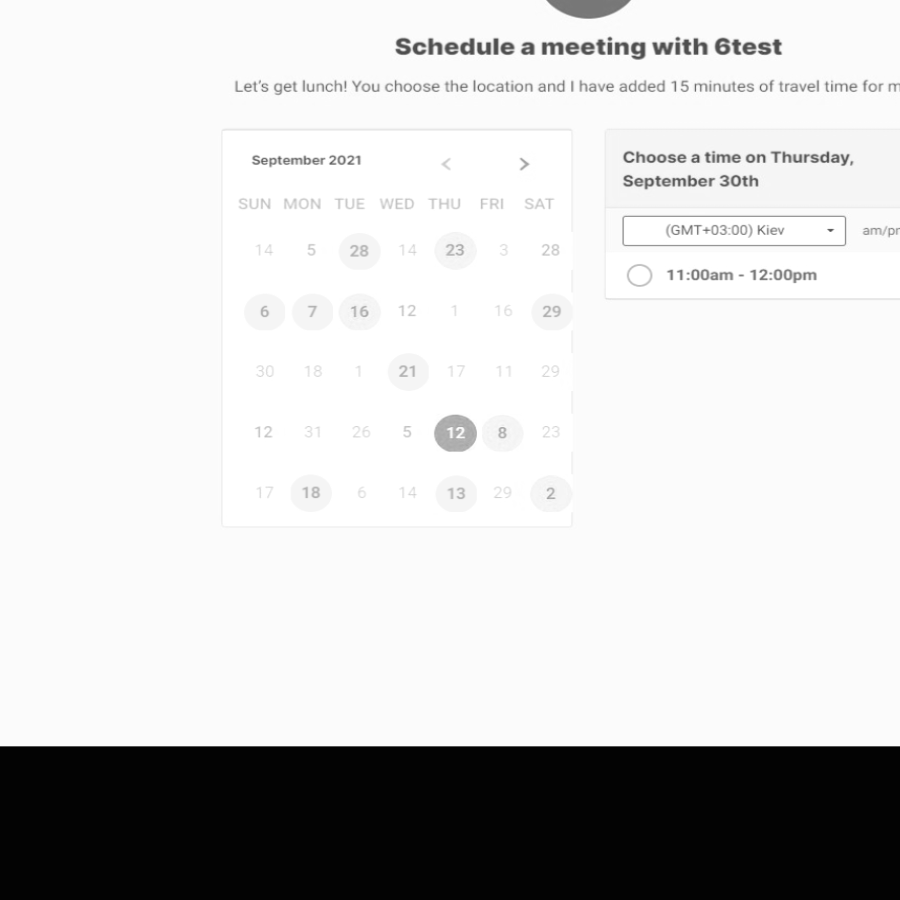 Schedule a meeting with 6test
Let's get lunch! You choose the location and I have added 15 minutes of travel time for m
September 2021 < >
SUN MON TUE WED THU FRI SAT
14 5 28 14 23 3 28
6 7 16 12 1 16 29
30 18 1 21 17 11 29
12 31 26 5 12 8 23
17 18 6 14 13 29 2
Choose a time on Thursday,
September 30th
(GMT+03:00) Kiev am/pr
11:00am - 12:00pm